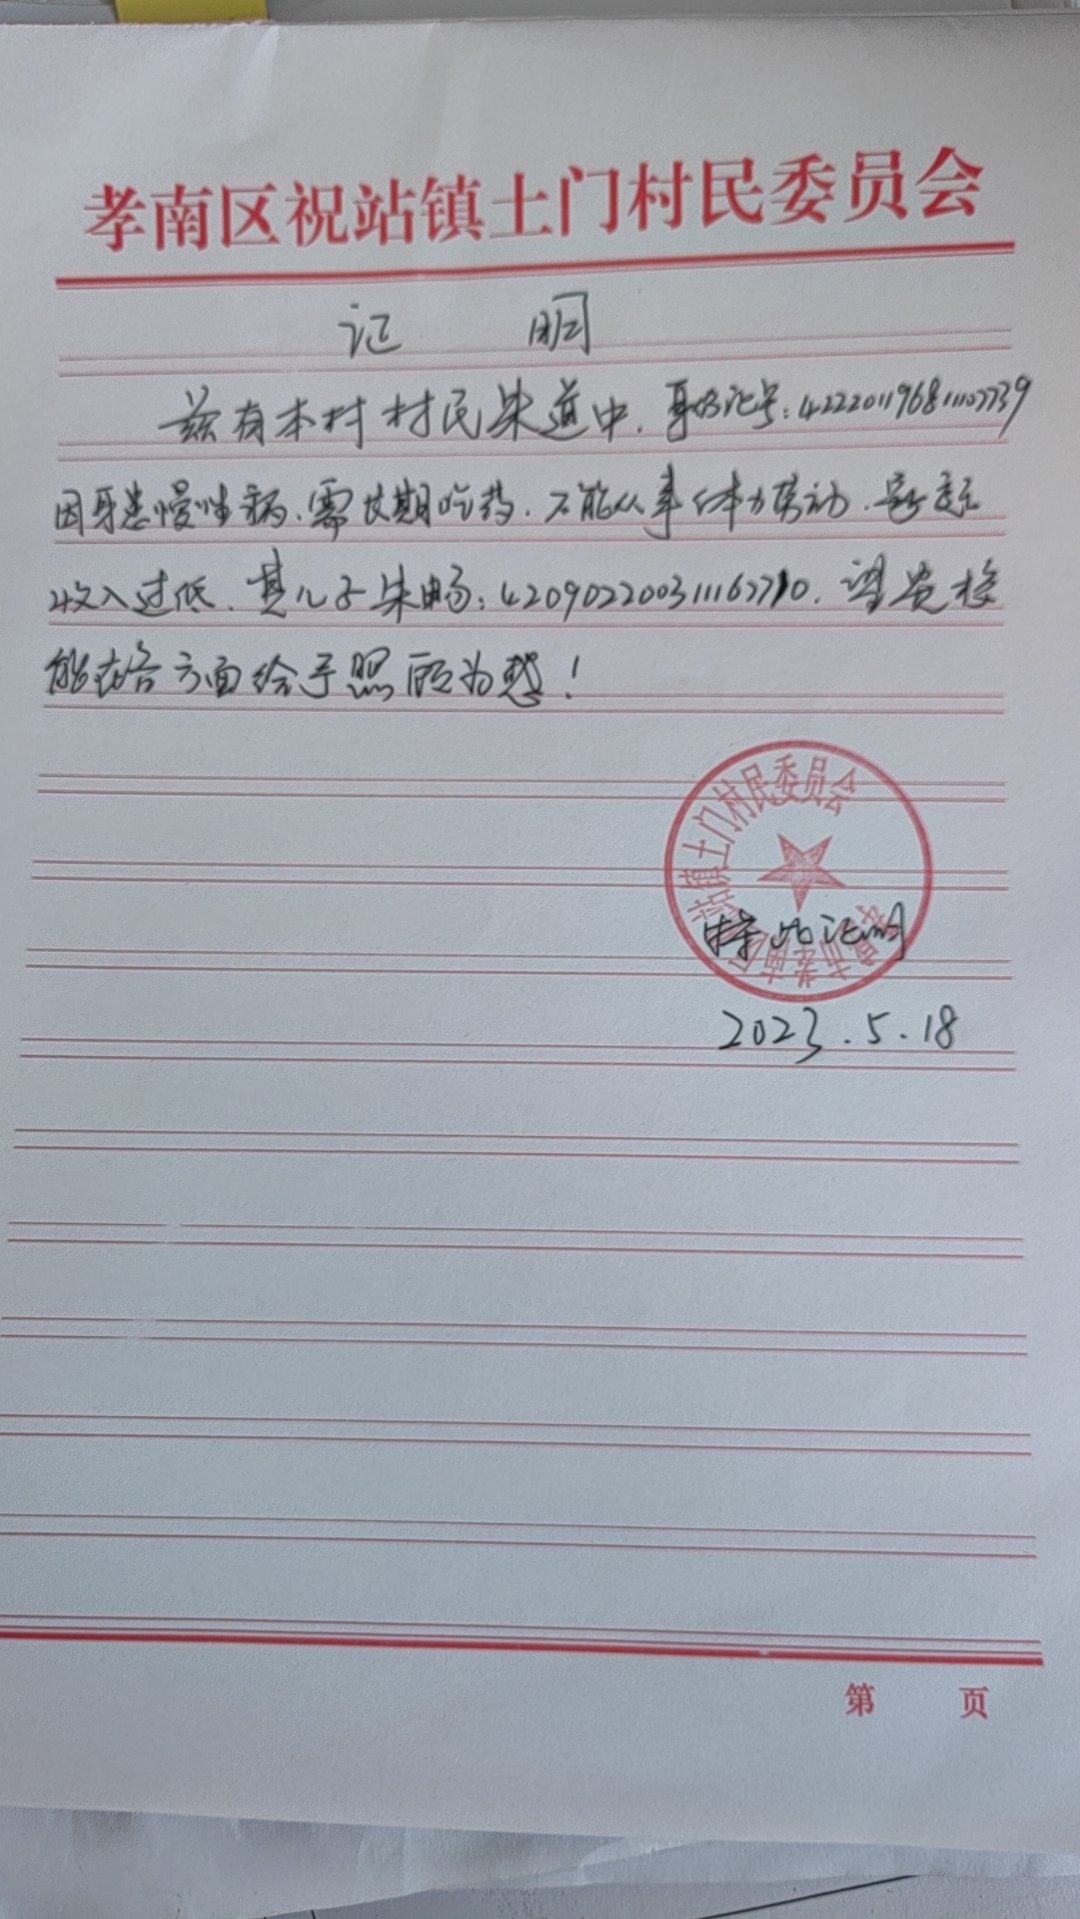 孝南区祝站镇土门村民委员会
证 明
兹有本村村民朱道中.身份证号:422201196811107739
因牙患慢性病、需长期吃药.不能从事体力劳动.
收入过低.其儿子朱畅:420902200311167710.望贵校
能在各方面给予照顾为感!
站镇土门村民委员会
特此证明
2023.5.18
第 页